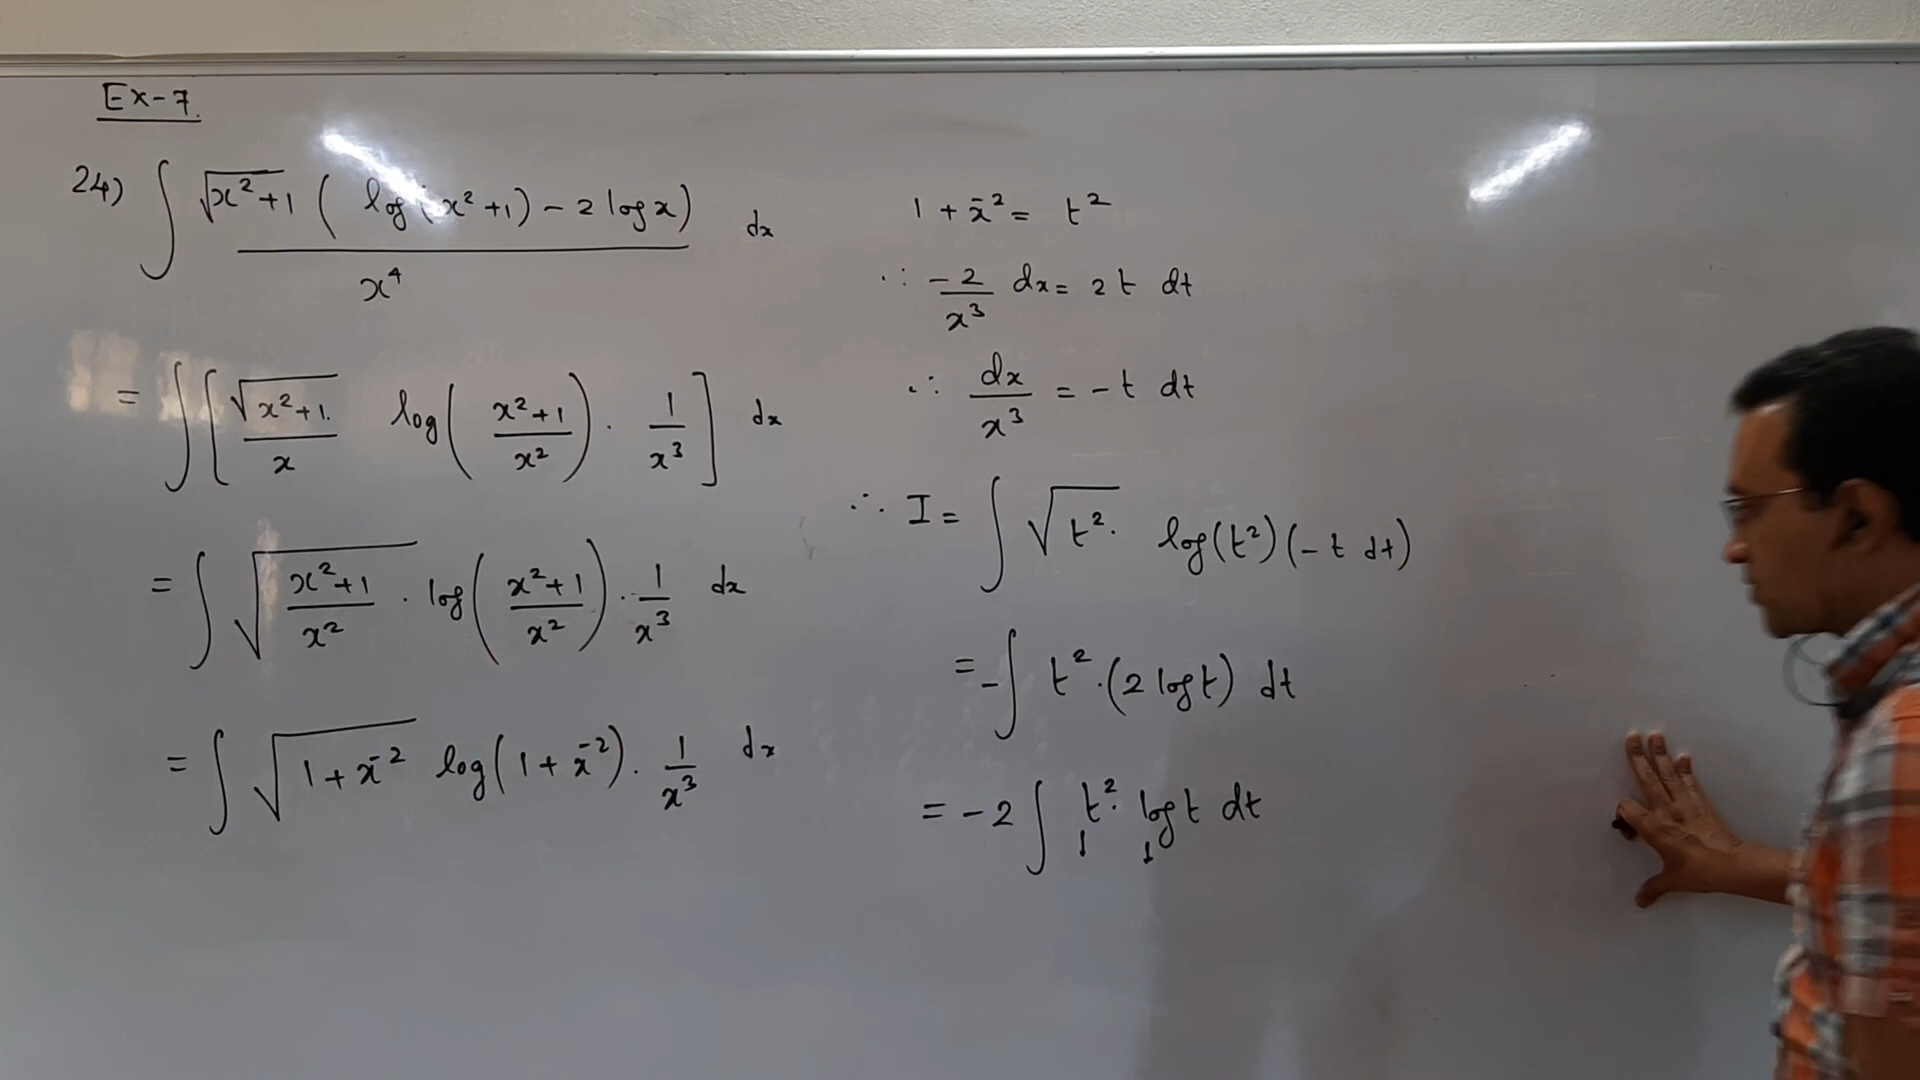 Ex-7.
24) ∫ √x²+1 ( log(x²+1) - 2 log x) / x⁴ dx
= ∫ [ √x²+1. / x log( x²+1 / x² ) · 1 / x³ ] dx
= ∫ √ x²+1 / x² · log( x²+1 / x² ) · 1 / x³ dx
= ∫ √ 1 + x⁻² log( 1 + x⁻² ) · 1 / x³ dx
1 + x⁻² = t²
∴ -2 / x³ dx = 2 t dt
∴ dx / x³ = - t dt
∴ I = ∫ √ t². log(t²) (- t dt)
= - ∫ t² · (2 log t) dt
= -2 ∫ t² · log t dt